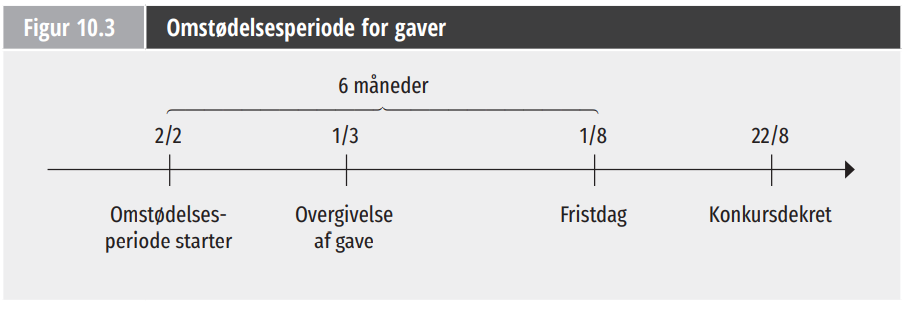 Figur 10.3 Omstødelsesperiode for gaver
6 måneder
2/2 1/3 1/8 22/8
Omstødelses- Overgivelse Fristdag Konkursdekret
periode starter af gave